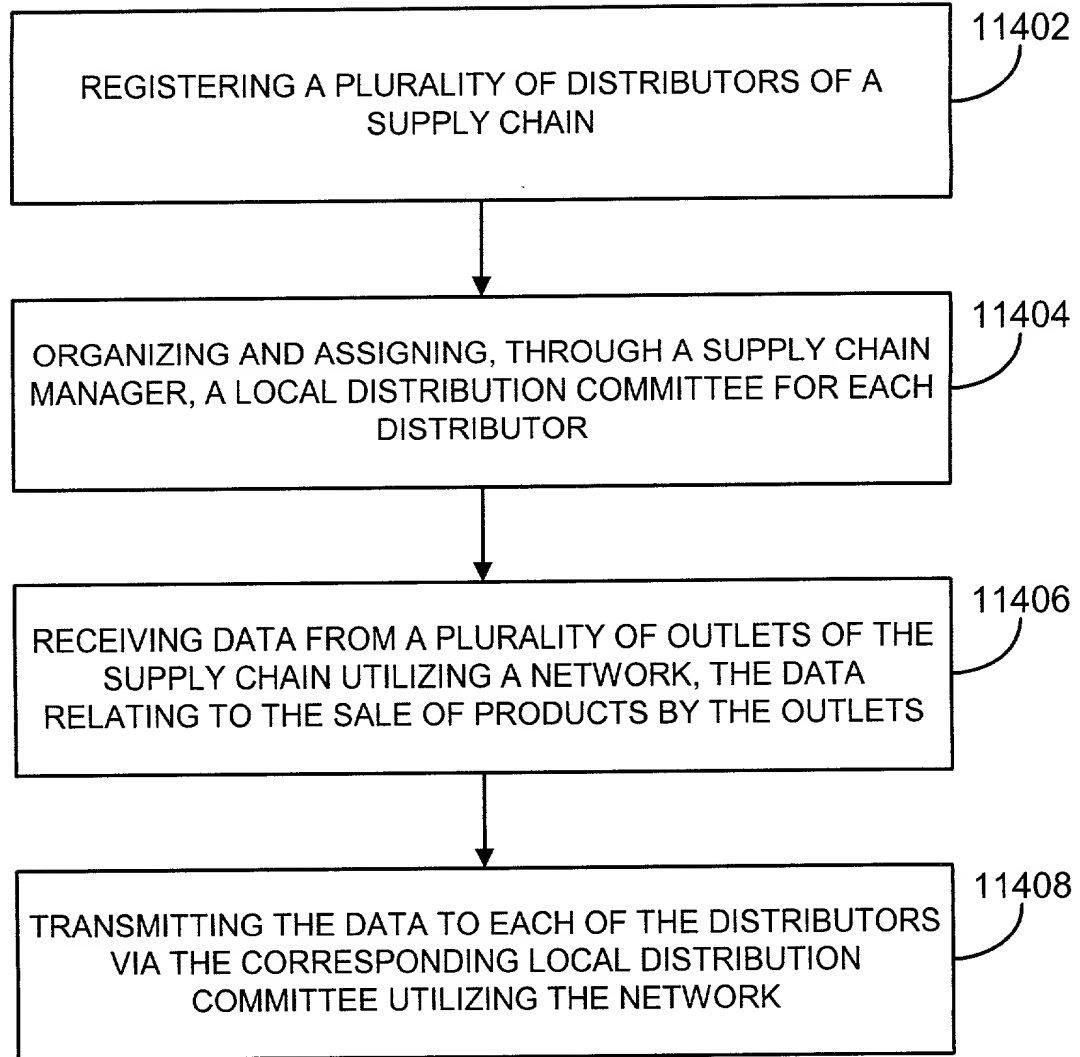 11402
REGISTERING A PLURALITY OF DISTRIBUTORS OF A
SUPPLY CHAIN
11404
ORGANIZING AND ASSIGNING, THROUGH A SUPPLY CHAIN
MANAGER, A LOCAL DISTRIBUTION COMMITTEE FOR EACH
DISTRIBUTOR
11406
RECEIVING DATA FROM A PLURALITY OF OUTLETS OF THE
SUPPLY CHAIN UTILIZING A NETWORK, THE DATA
RELATING TO THE SALE OF PRODUCTS BY THE OUTLETS
11408
TRANSMITTING THE DATA TO EACH OF THE DISTRIBUTORS
VIA THE CORRESPONDING LOCAL DISTRIBUTION
COMMITTEE UTILIZING THE NETWORK